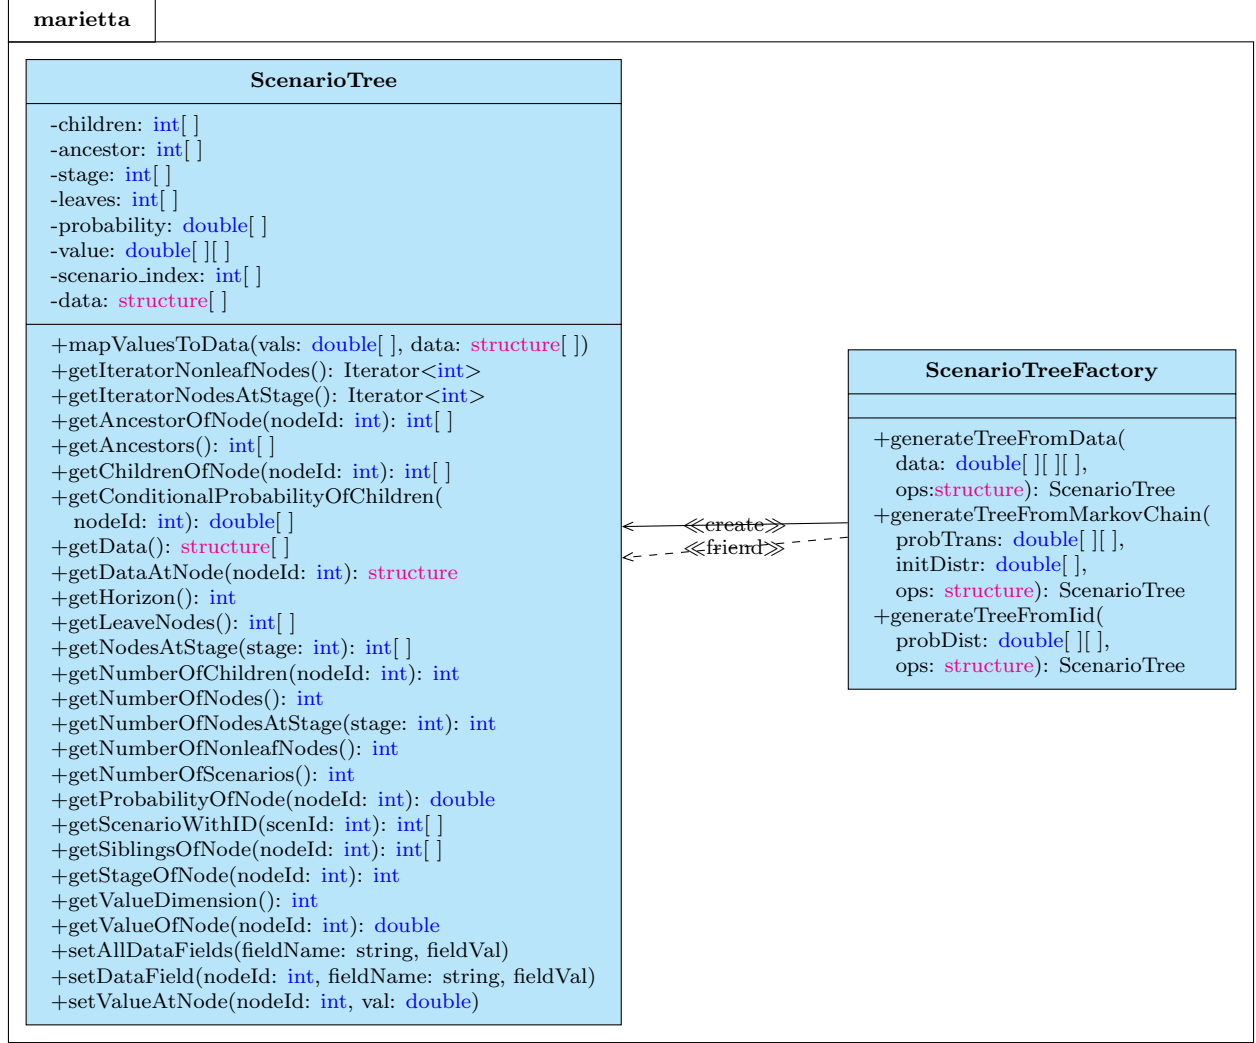 marietta
ScenarioTree
-children: int[ ]
-ancestor: int[ ]
-stage: int[ ]
-leaves: int[ ]
-probability: double[ ]
-value: double[ ][ ]
-scenario_index: int[ ]
-data: structure[ ]
+mapValuesToData(vals: double[ ], data: structure[ ])
+getIteratorNonleafNodes(): Iterator<int>
+getIteratorNodesAtStage(): Iterator<int>
+getAncestorOfNode(nodeId: int): int[ ]
+getAncestors(): int[ ]
+getChildrenOfNode(nodeId: int): int[ ]
+getConditionalProbabilityOfChildren(
nodeId: int): double[ ]
+getData(): structure[ ]
+getDataAtNode(nodeId: int): structure
+getHorizon(): int
+getLeaveNodes(): int[ ]
+getNodesAtStage(stage: int): int[ ]
+getNumberOfChildren(nodeId: int): int
+getNumberOfNodes(): int
+getNumberOfNodesAtStage(stage: int): int
+getNumberOfNonleafNodes(): int
+getNumberOfScenarios(): int
+getProbabilityOfNode(nodeId: int): double
+getScenarioWithID(scenId: int): int[ ]
+getSiblingsOfNode(nodeId: int): int[ ]
+getStageOfNode(nodeId: int): int
+getValueDimension(): int
+getValueOfNode(nodeId: int): double
+setAllDataFields(fieldName: string, fieldVal)
+setDataField(nodeId: int, fieldName: string, fieldVal)
+setValueAtNode(nodeId: int, val: double)
≪create≫
≪friend≫
ScenarioTreeFactory
+generateTreeFromData(
data: double[ ][ ][ ],
ops:structure): ScenarioTree
+generateTreeFromMarkovChain(
probTrans: double[ ][ ],
initDistr: double[ ],
ops: structure): ScenarioTree
+generateTreeFromIid(
probDist: double[ ][ ],
ops: structure): ScenarioTree